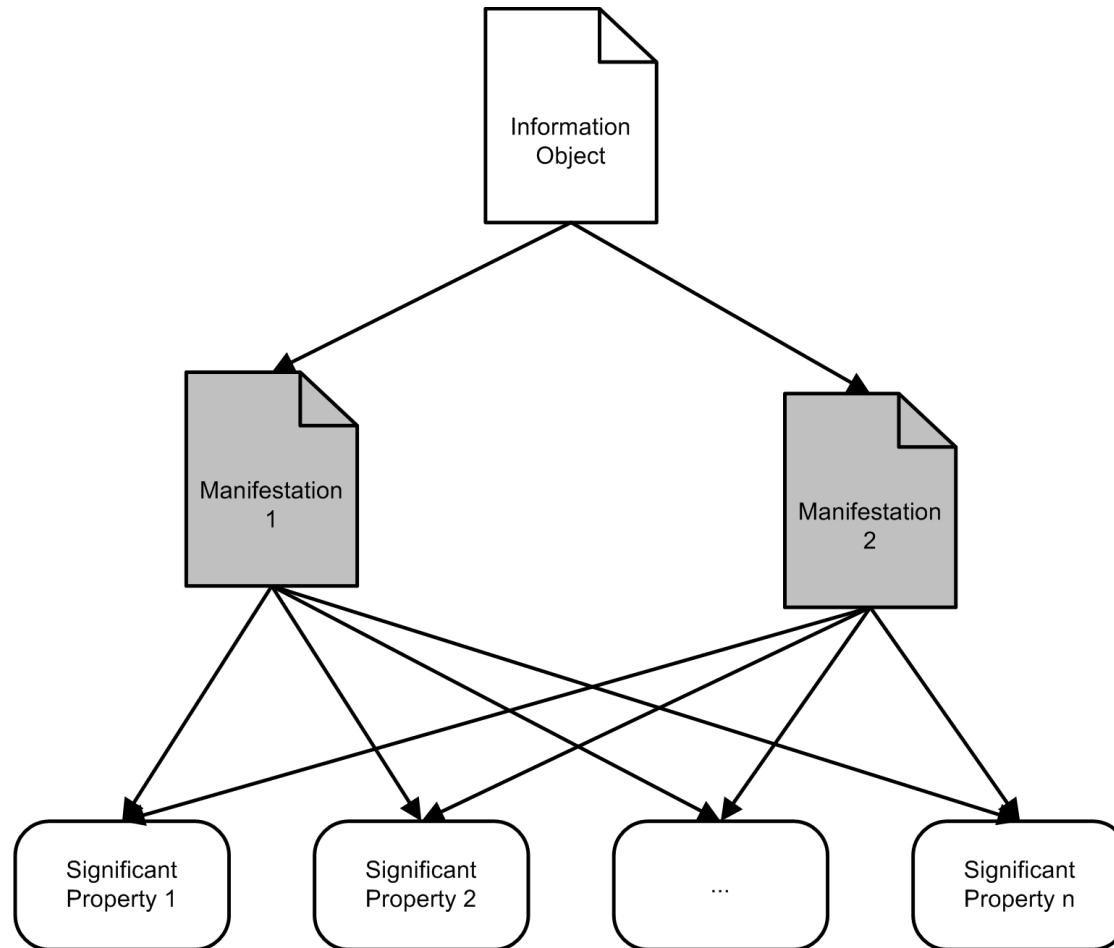 Information
Object
Manifestation
1
Manifestation
2
Significant
Property 1
Significant
Property 2
...
Significant
Property n